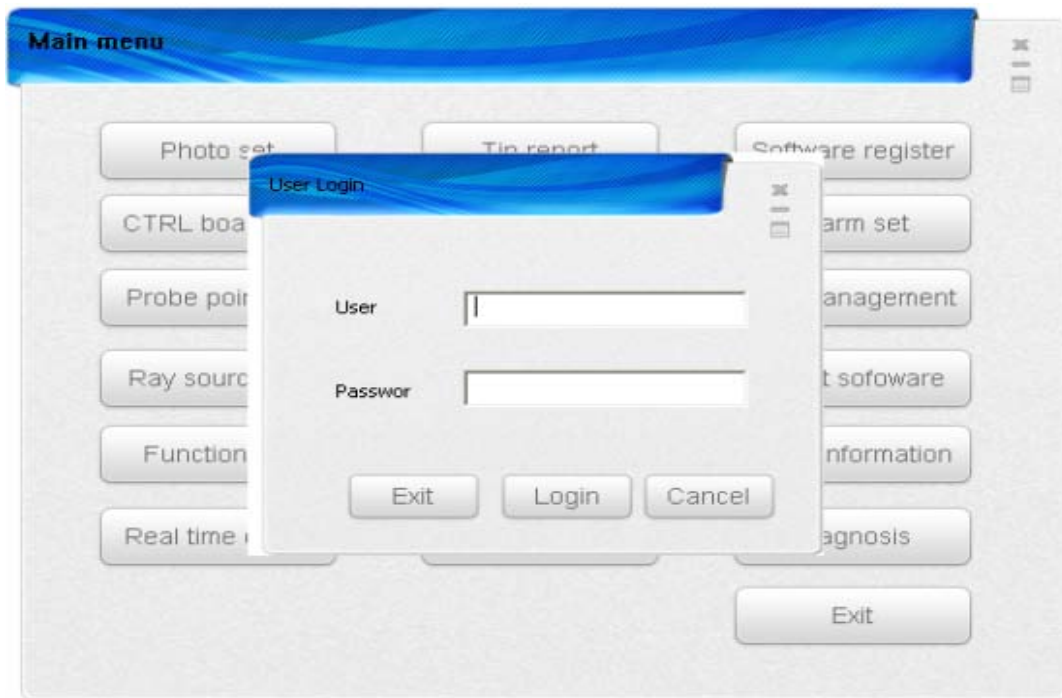 Main menu
Photo set
Tip report
Software register
User Login
CTRL boa
arm set
User
Probe poi
anagement
Ray sourc
Passwor
t sofoware
Function
nformation
Exit
Login
Cancel
Real time
agnosis
Exit